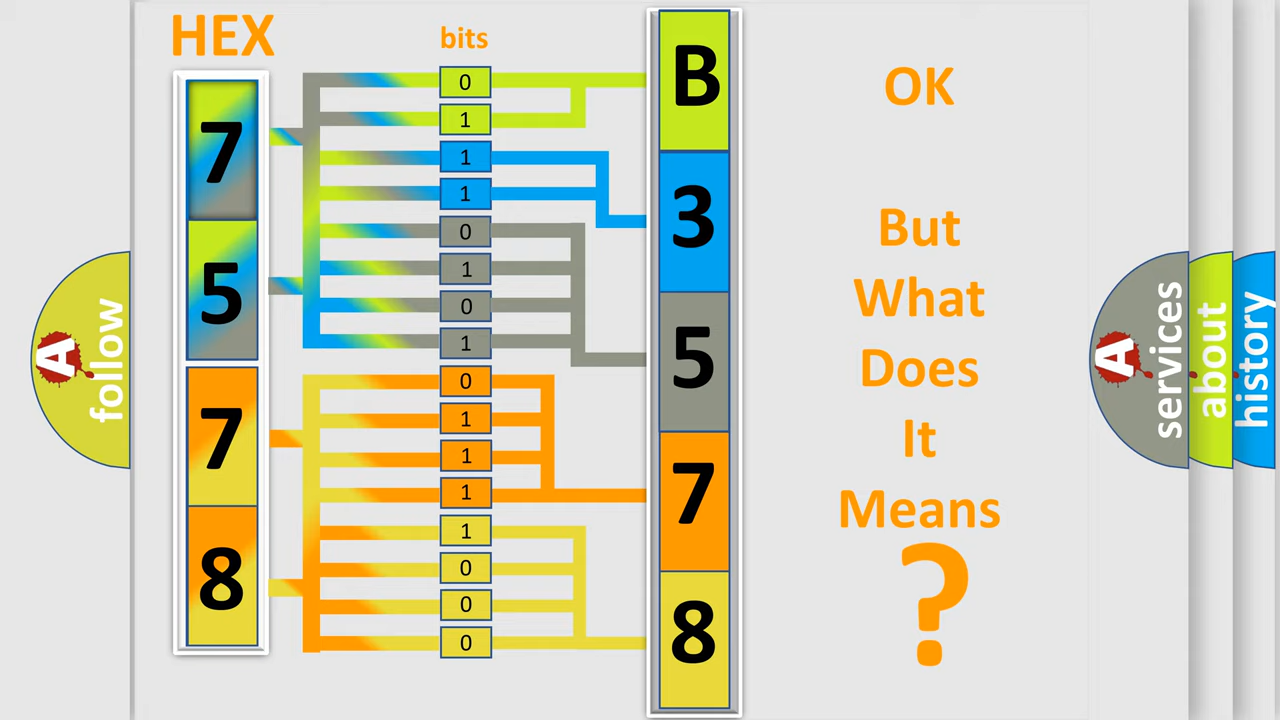 HEX
bits
7
5
7
8
0
1
1
1
0
1
0
1
0
1
1
1
1
0
0
0
B
3
5
7
8
OK
But
What
Does
It
Means
?
A
follow
A
services
about
history